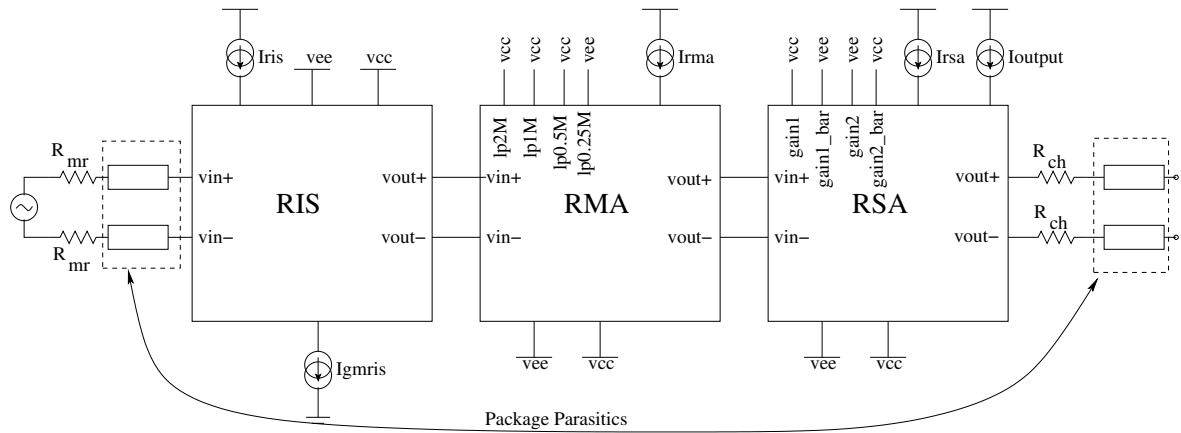 Iris
vee
vcc
vcc
vcc
vcc
vee
Irma
vcc
vee
vee
vcc
Irsa
Ioutput
lp2M
lp1M
lp0.5M
lp0.25M
gain1
gain1_bar
gain2
gain2_bar
R mr
vin+
RIS
vout+
vin+
RMA
vout+
vin+
RSA
vout+
R ch
R mr
vin−
vout−
vin−
vout−
vin−
vout−
R ch
Igmris
vee
vcc
vee
vcc
Package Parasitics